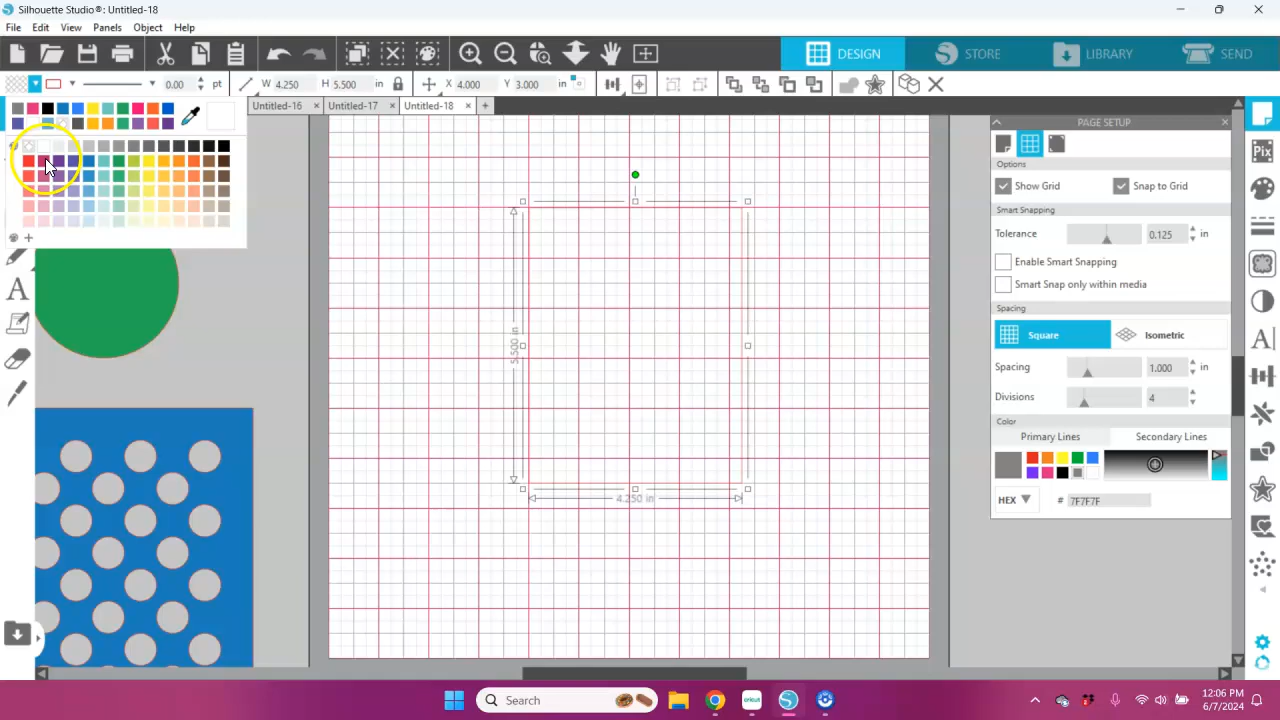 Silhouette Studio®: Untitled-18
File Edit View Panels Object Help
DESIGN STORE LIBRARY SEND
0.00 pt W 4.250 H 5.500 in X 4.000 Y 3.000 in
Untitled-16 × Untitled-17 × Untitled-18 × +
PAGE SETUP
Pix
Options
Show Grid Snap to Grid
Smart Snapping
Tolerance 0.125 in
Enable Smart Snapping
Smart Snap only within media
Spacing
Square Isometric
Spacing 1.000 in
Divisions 4
Color
Primary Lines Secondary Lines
HEX # 7F7F7F
5.500 in
4.250 in
Search
cricut
12:06 PM
6/7/2024